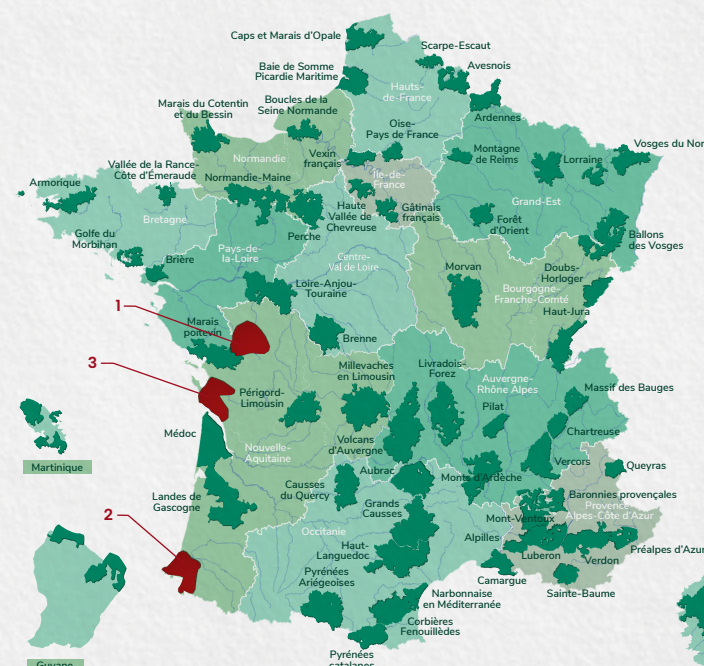 Caps et Marais d'Opale
Scarpe-Escaut
Baie de Somme
Picardie Maritime
Avesnois
Hauts-
de-France
Marais du Cotentin
et du Bessin
Boucles de la
Seine Normande
Ardennes
Oise-
Pays de France
Vexin
français
Normandie
Montagne
de Reims
Lorraine
Vosges du Nor
Vallée de la Rance-
Côte d'Émeraude
Normandie-Maine
Île-de-
France
Armorique
Bretagne
Haute
Vallée de
Chevreuse
Gâtinais
français
Grand-Est
Forêt
d'Orient
Golfe du
Morbihan
Perche
Ballons
des Vosges
Brière
Pays-de-
la-Loire
Centre-
Val de Loire
Morvan
Doubs-
Horloger
Loire-Anjou-
Touraine
Bourgogne-
Franche-Comté
Haut-Jura
1
Marais
poitevin
Brenne
3
Millevaches
en Limousin
Livradois-
Forez
Auvergne-
Rhône Alpes
Massif des Bauges
Périgord-
Limousin
Pilat
Médoc
Volcans
d'Auvergne
Chartreuse
Nouvelle-
Aquitaine
Martinique
Aubrac
Monts d'Ardèche
Vercors
Queyras
Causses
du Quercy
Landes de
Gascogne
Grands
Causses
Baronnies provençales
Provence
Alpes-Côte d'Azur
Mont-Ventoux
2
Occitanie
Alpilles
Haut-
Languedoc
Luberon
Verdon
Préalpes d'Azur
Pyrénées
Ariégeoises
Camargue
Sainte-Baume
Narbonnaise
en Méditerranée
Corbières
Fenouillèdes
Pyrénées
catalanes
Guyane